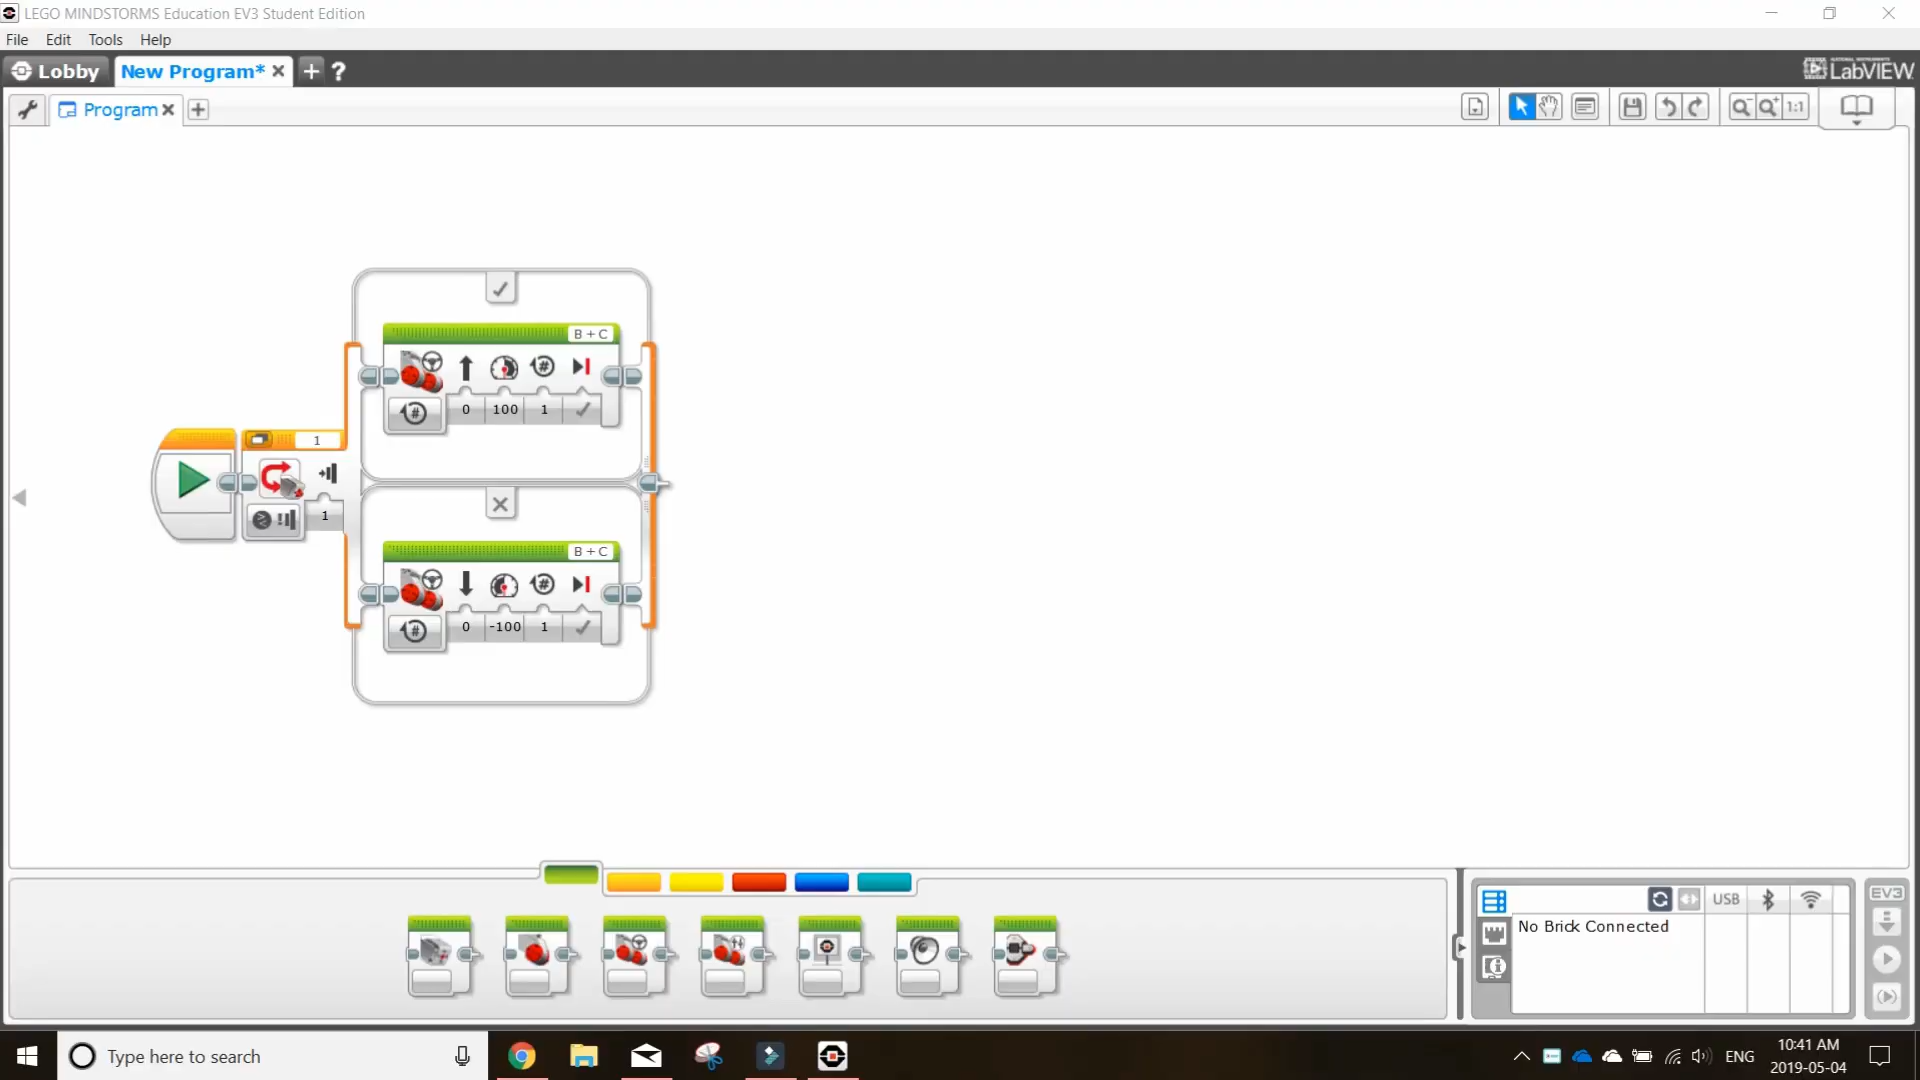 LEGO MINDSTORMS Education EV3 Student Edition
File Edit Tools Help
Lobby New Program* + ?
LabVIEW
Program
1:1
B + C
0 100 1
1
1
B + C
0 -100 1
USB
EV3
No Brick Connected
Type here to search
ENG
10:41 AM
2019-05-04